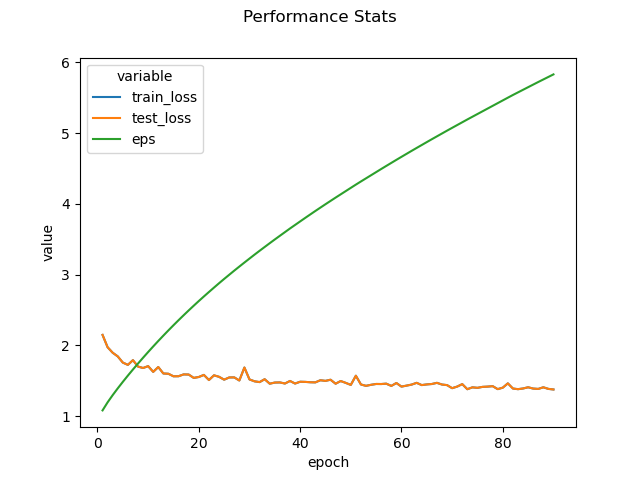 Performance Stats
variable
train_loss
test_loss
eps
6
5
4
3
2
1
value
0
20
40
60
80
epoch